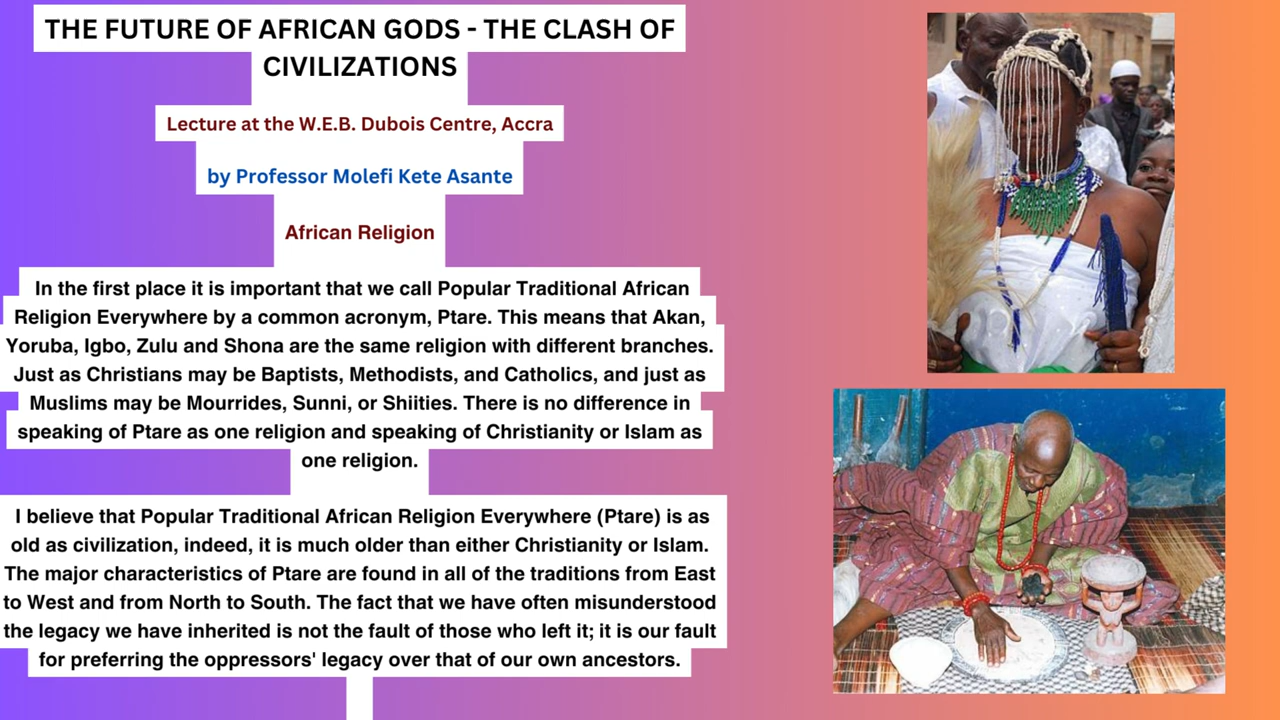 THE FUTURE OF AFRICAN GODS - THE CLASH OF
CIVILIZATIONS
Lecture at the W.E.B. Dubois Centre, Accra
by Professor Molefi Kete Asante
African Religion
In the first place it is important that we call Popular Traditional African
Religion Everywhere by a common acronym, Ptare. This means that Akan,
Yoruba, Igbo, Zulu and Shona are the same religion with different branches.
Just as Christians may be Baptists, Methodists, and Catholics, and just as
Muslims may be Mourrides, Sunni, or Shiities. There is no difference in
speaking of Ptare as one religion and speaking of Christianity or Islam as
one religion.
I believe that Popular Traditional African Religion Everywhere (Ptare) is as
old as civilization, indeed, it is much older than either Christianity or Islam.
The major characteristics of Ptare are found in all of the traditions from East
to West and from North to South. The fact that we have often misunderstood
the legacy we have inherited is not the fault of those who left it; it is our fault
for preferring the oppressors' legacy over that of our own ancestors.